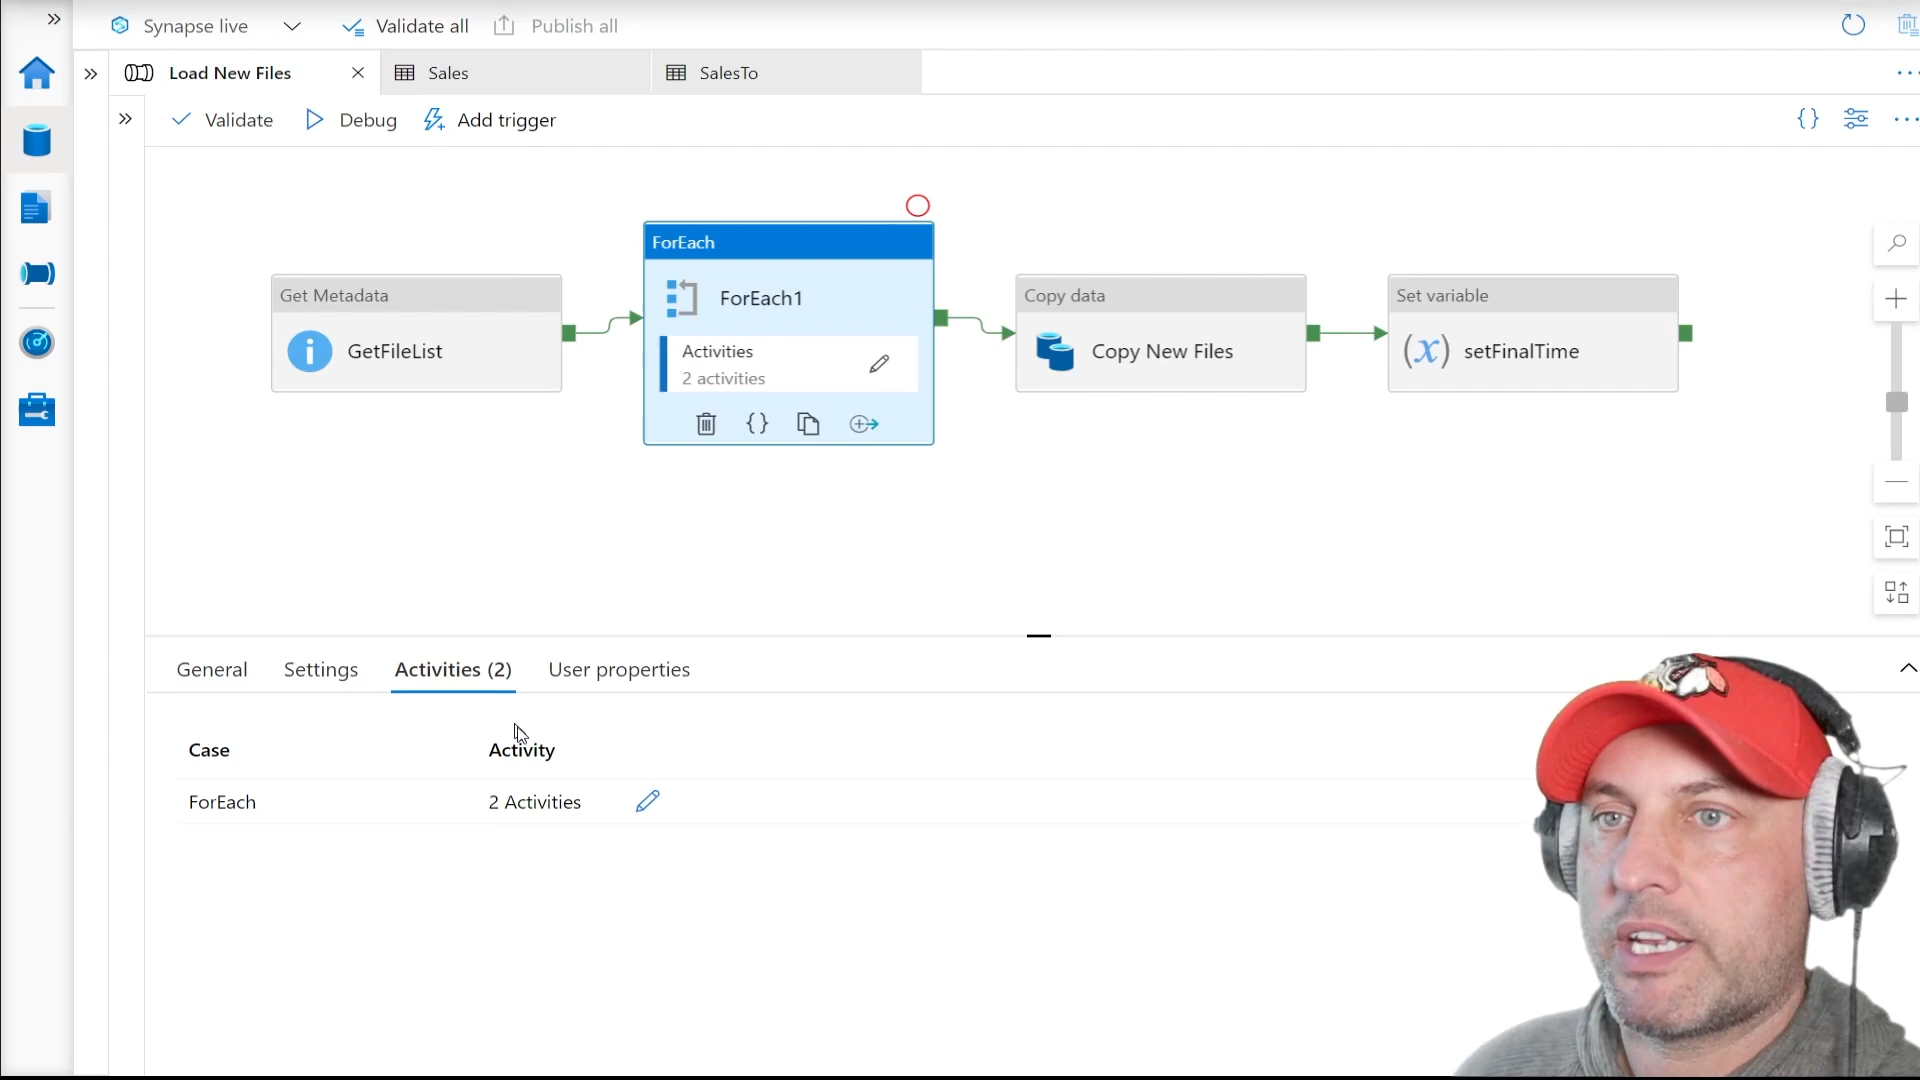 Synapse live
Validate all
Publish all
Load New Files
Sales
SalesTo
Validate
Debug
Add trigger
Get Metadata
GetFileList
ForEach
ForEach1
Activities
2 activities
Copy data
Copy New Files
Set variable
(x) setFinalTime
General
Settings
Activities (2)
User properties
Case
Activity
ForEach
2 Activities